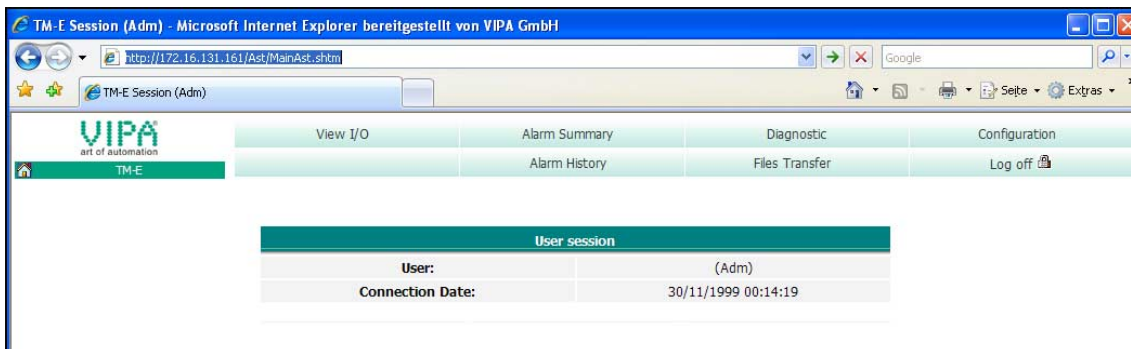 TM-E Session (Adm) - Microsoft Internet Explorer bereitgestellt von VIPA GmbH
http://172.16.131.161/Ast/MainAst.shtm
Google
TM-E Session (Adm)
Seite Extras
VIPA
art of automation
TM-E
View I/O Alarm Summary Diagnostic Configuration
Alarm History Files Transfer Log off
User session
User: (Adm)
Connection Date: 30/11/1999 00:14:19